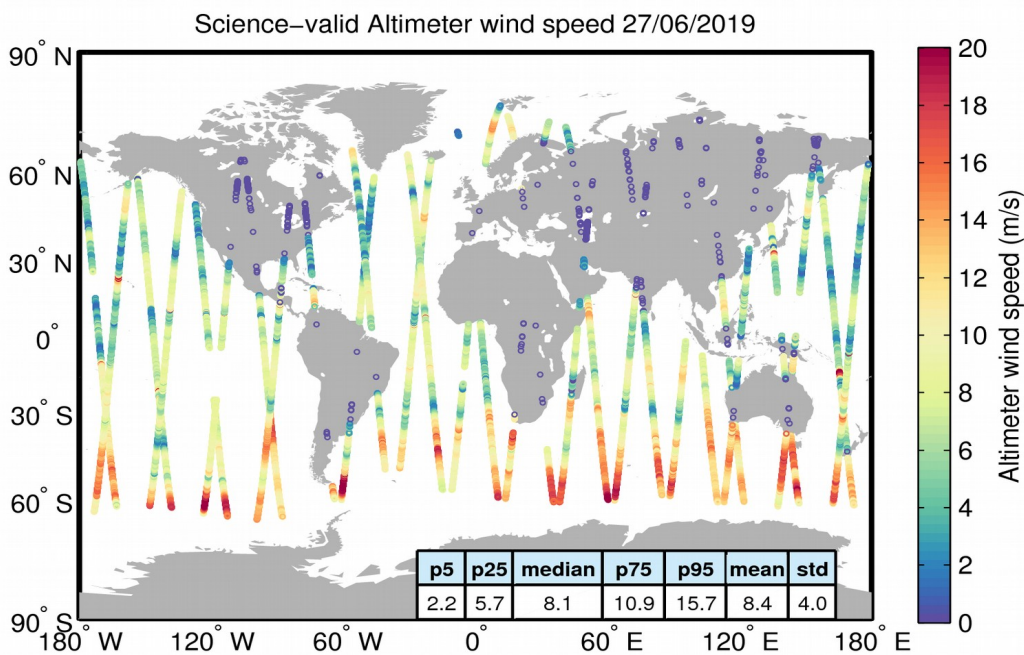 Science−valid Altimeter wind speed 27/06/2019
90° N
60° N
30° N
0°
30° S
60° S
90° S
180° W
120° W
60° W
0°
60° E
120° E
180° E
p5 p25 median p75 p95 mean std
2.2 5.7 8.1 10.9 15.7 8.4 4.0
20
18
16
14
12
10
8
6
4
2
0
Altimeter wind speed (m/s)